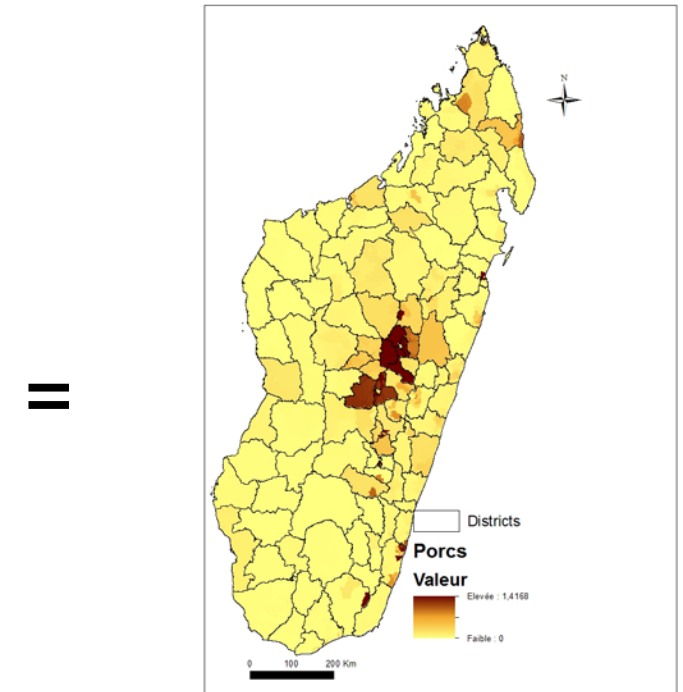 N
=
Districts
Porcs
Valeur
Elevée : 1,4168
Faible : 0
0 100 200 Km